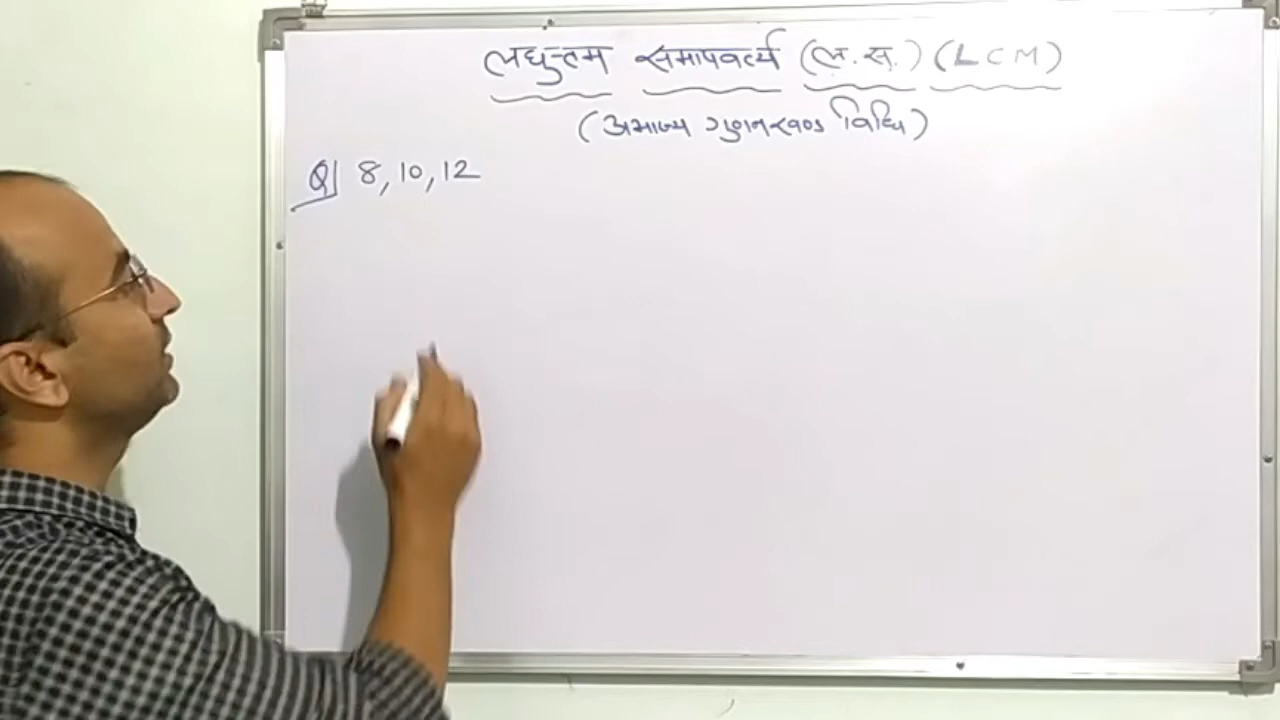 लघुत्तम समापवर्त्य (ल.स.) (LCM)
(अभाज्य गुणनखण्ड विधि)
Q) 8, 10, 12